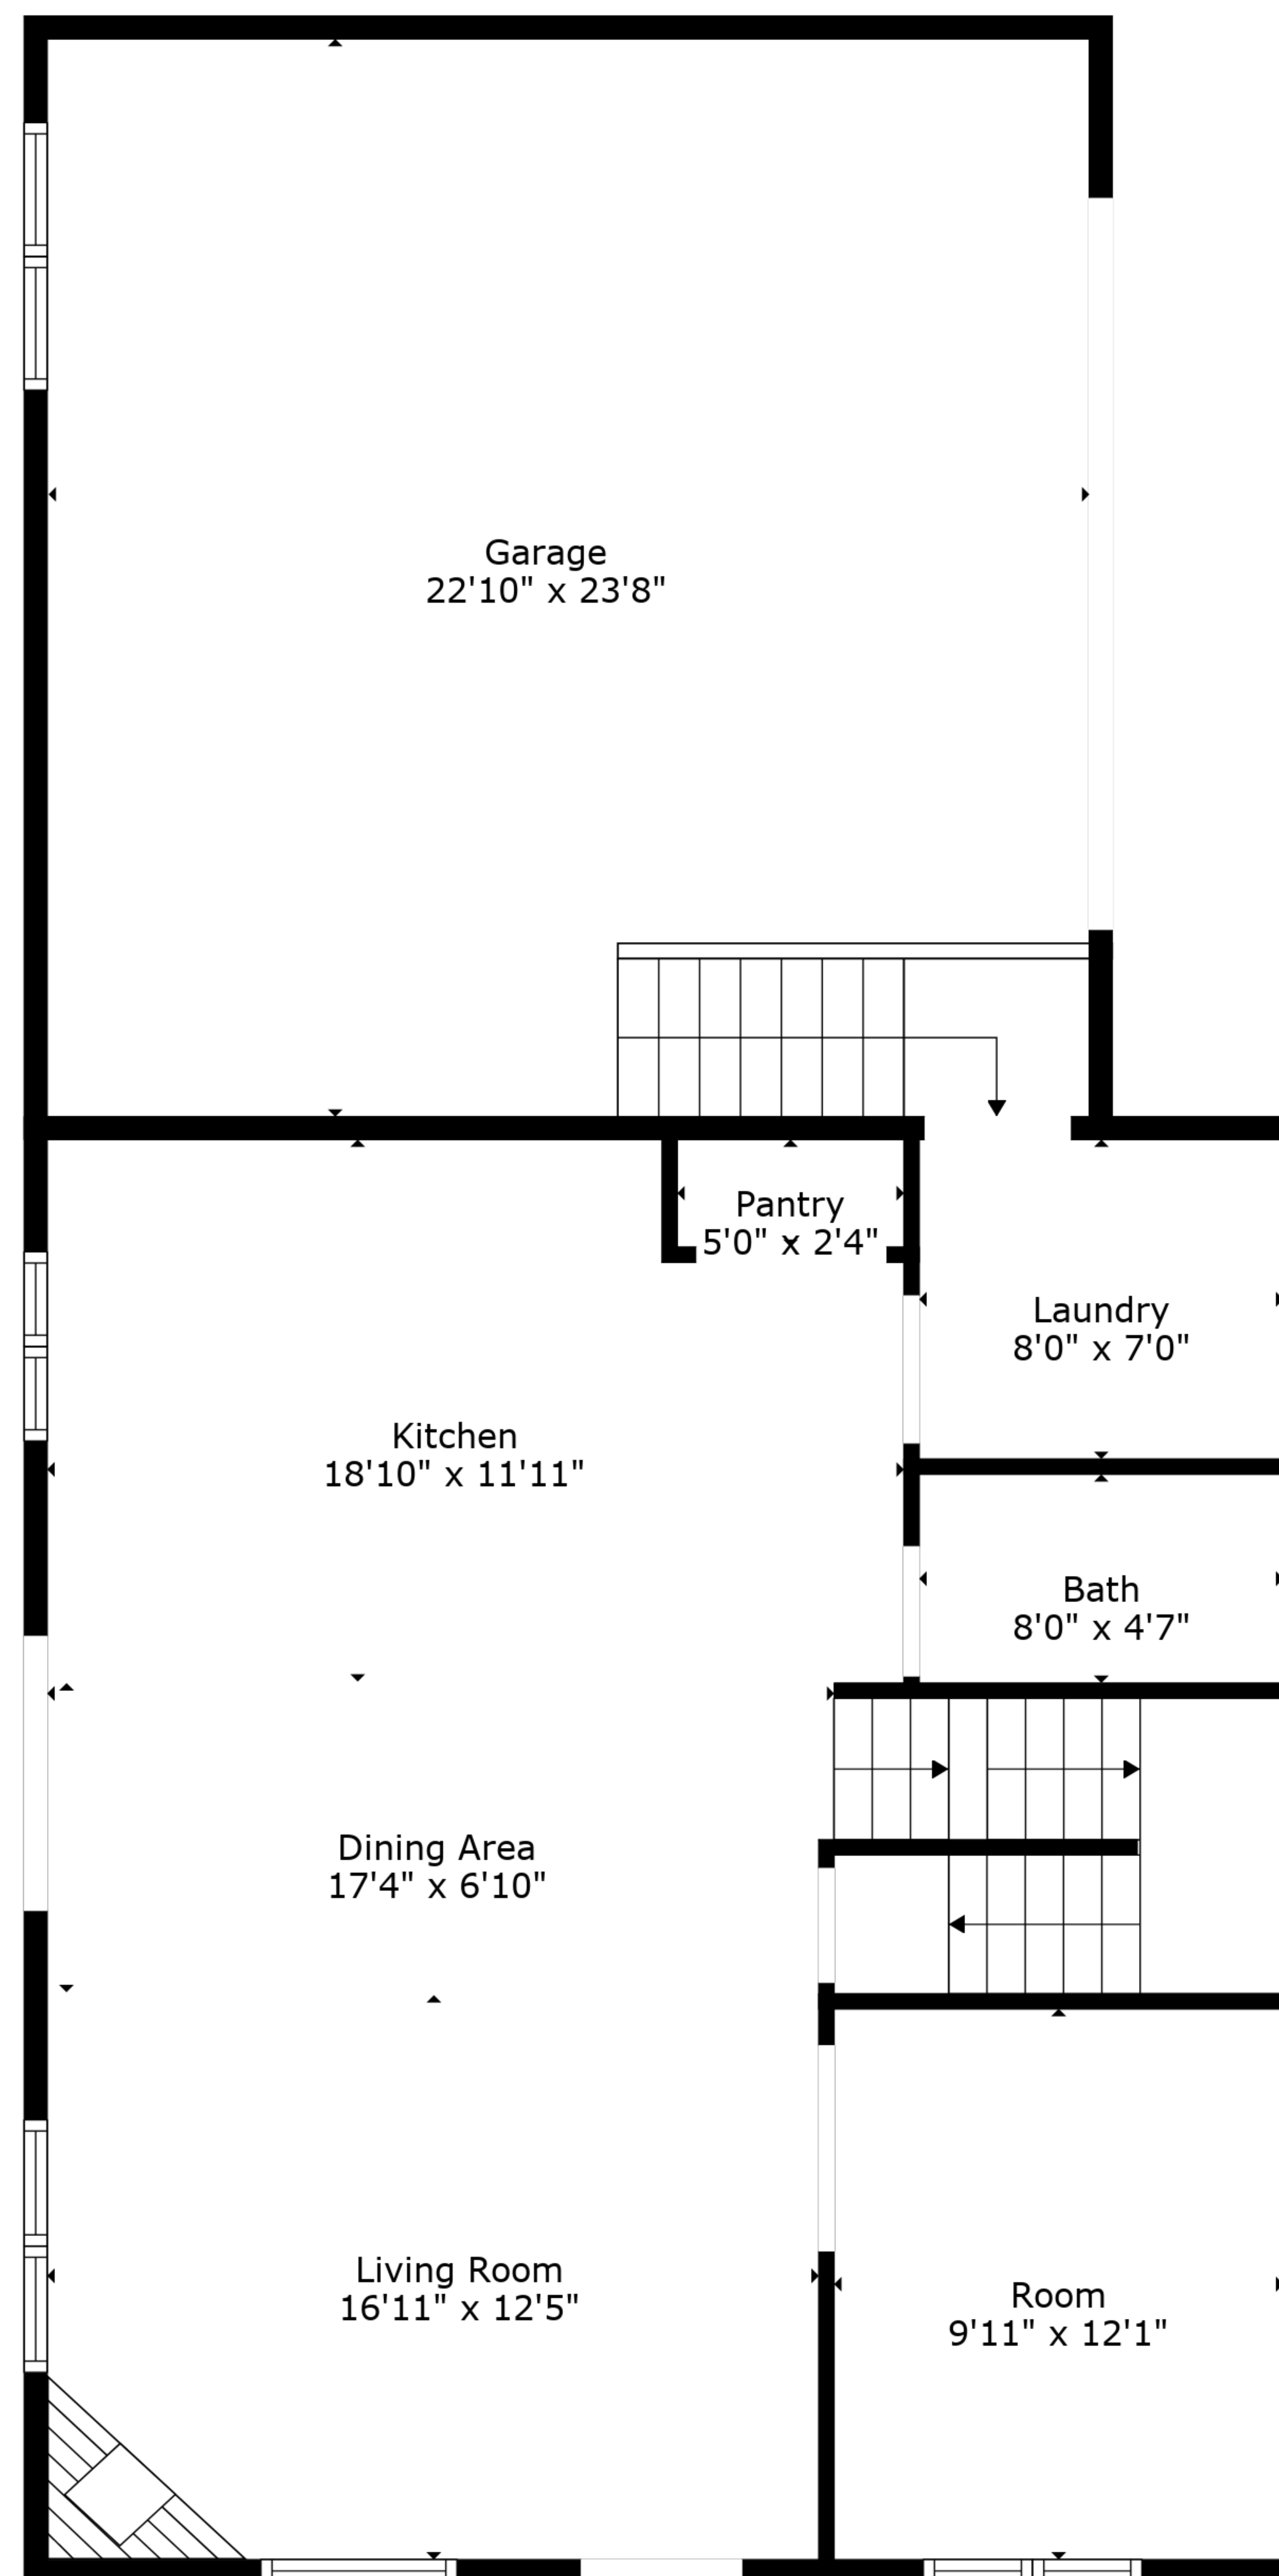 Garage
22'10" x 23'8"
Pantry
5'0" x 2'4"
Laundry
8'0" x 7'0"
Kitchen
18'10" x 11'11"
Bath
8'0" x 4'7"
Dining Area
17'4" x 6'10"
Living Room
16'11" x 12'5"
Room
9'11" x 12'1"